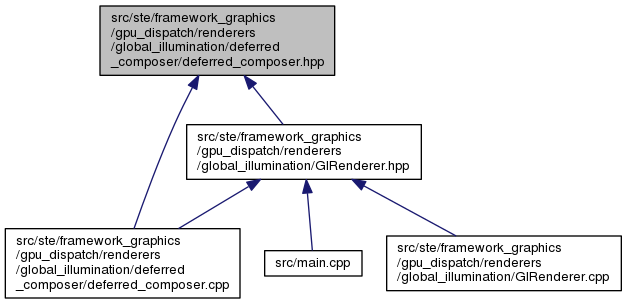 src/ste/framework_graphics
/gpu_dispatch/renderers
/global_illumination/deferred
_composer/deferred_composer.hpp
src/ste/framework_graphics
/gpu_dispatch/renderers
/global_illumination/GIRenderer.hpp
src/ste/framework_graphics
/gpu_dispatch/renderers
/global_illumination/deferred
_composer/deferred_composer.cpp
src/main.cpp
src/ste/framework_graphics
/gpu_dispatch/renderers
/global_illumination/GIRenderer.cpp